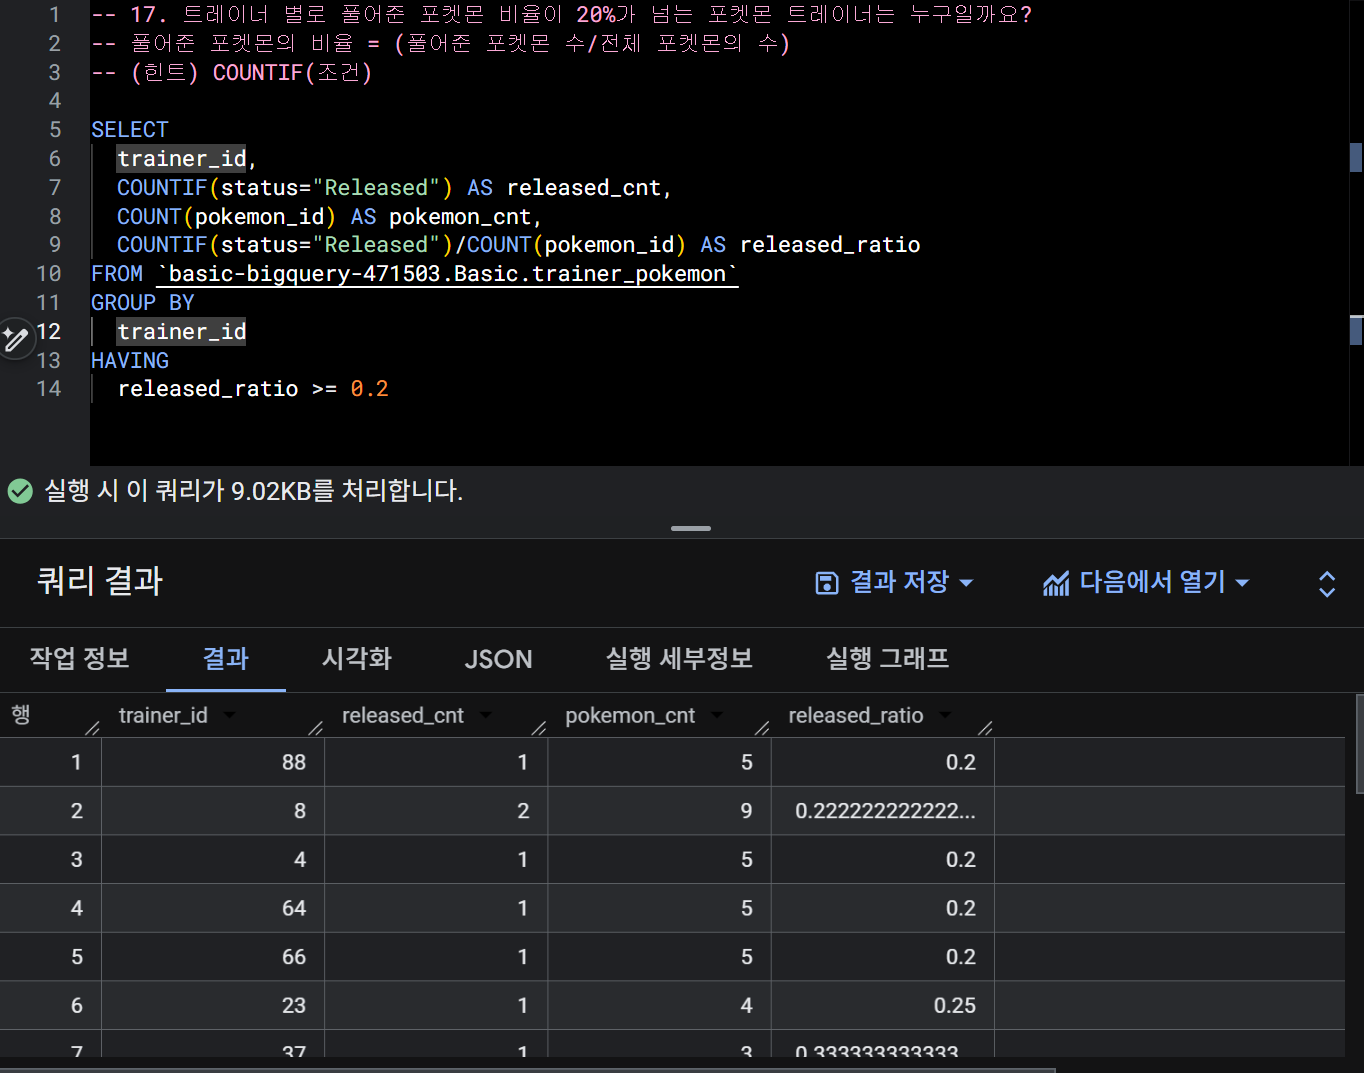 1 -- 17. 트레이너 별로 풀어준 포켓몬 비율이 20%가 넘는 포켓몬 트레이너는 누구일까요?
2 -- 풀어준 포켓몬의 비율 = (풀어준 포켓몬 수/전체 포켓몬의 수)
3 -- (힌트) COUNTIF(조건)
4
5 SELECT
6 trainer_id,
7 COUNTIF(status="Released") AS released_cnt,
8 COUNT(pokemon_id) AS pokemon_cnt,
9 COUNTIF(status="Released")/COUNT(pokemon_id) AS released_ratio
10 FROM `basic-bigquery-471503.Basic.trainer_pokemon`
11 GROUP BY
12 trainer_id
13 HAVING
14 released_ratio >= 0.2
실행 시 이 쿼리가 9.02KB를 처리합니다.
쿼리 결과 결과 저장 다음에서 열기
작업 정보 결과 시각화 JSON 실행 세부정보 실행 그래프
행 trainer_id released_cnt pokemon_cnt released_ratio
1 88 1 5 0.2
2 8 2 9 0.222222222222...
3 4 1 5 0.2
4 64 1 5 0.2
5 66 1 5 0.2
6 23 1 4 0.25
7 37 1 3 0.333333333333...